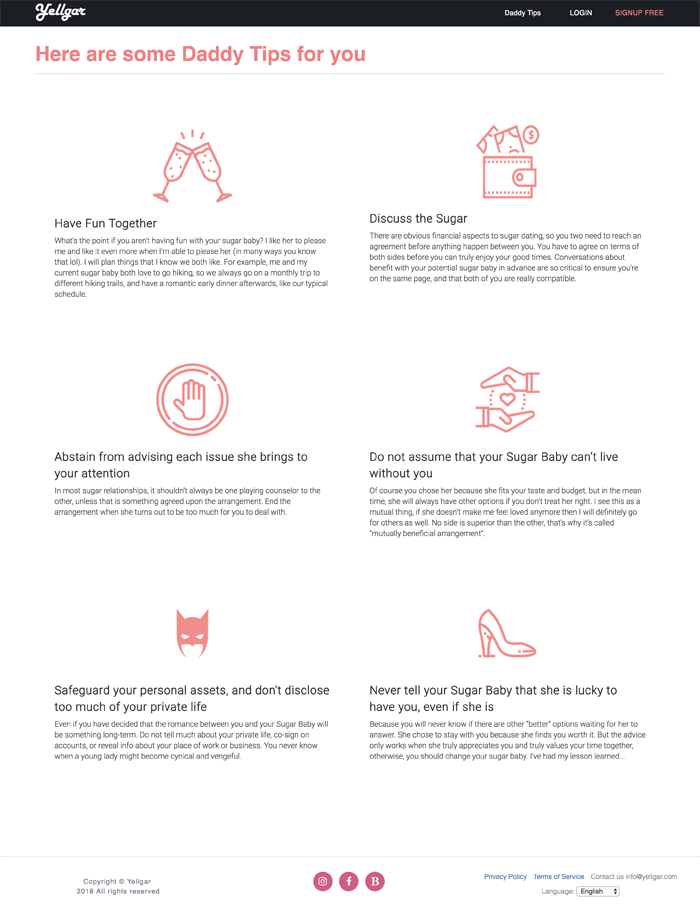 Yellgar
Daddy Tips
LOGIN
SIGNUP FREE
Here are some Daddy Tips for you
Have Fun Together
What's the point if you aren't having fun with your sugar baby? I like her to please
me and like it even more when I'm able to please her (in many ways you know
that lol). I will plan things that I know we both like. For example, me and my
current sugar baby both love to go hiking, so we always go on a monthly trip to
different hiking trails, and have a romantic early dinner afterwards, like our typical
schedule.
$
Discuss the Sugar
There are obvious financial aspects to sugar dating, so you two need to reach an
agreement before anything happen between you. You have to agree on terms of
both sides before you can truly enjoy your good times. Conversations about
benefit with your potential sugar baby in advance are so critical to ensure you're
on the same page, and that both of you are really compatible.
Abstain from advising each issue she brings to
your attention
In most sugar relationships, it shouldn't always be one playing counselor to the
other, unless that is something agreed upon the arrangement. End the
arrangement when she turns out to be too much for you to deal with.
Do not assume that your Sugar Baby can't live
without you
Of course you chose her because she fits your taste and budget, but in the mean
time, she will always have other options if you don't treat her right. I see this as a
mutual thing, if she doesn't make me feel loved anymore then I will definitely go
for others as well. No side is superior than the other, that's why it's called
"mutually beneficial arrangement".
Safeguard your personal assets, and don't disclose
too much of your private life
Even if you have decided that the romance between you and your Sugar Baby will
be something long-term. Do not tell much about your private life, co-sign on
accounts, or reveal info about your place of work or business. You never know
when a young lady might become cynical and vengeful.
Never tell your Sugar Baby that she is lucky to
have you, even if she is
Because you will never know if there are other "better" options waiting for her to
answer. She chose to stay with you because she finds you worth it. But the advice
only works when she truly appreciates you and truly values your time together,
otherwise, you should change your sugar baby. I've had my lesson learned...
Copyright © Yellgar
2018 All rights reserved
f
B
Privacy Policy
Terms of Service
Contact us info@yellgar.com
Language: English